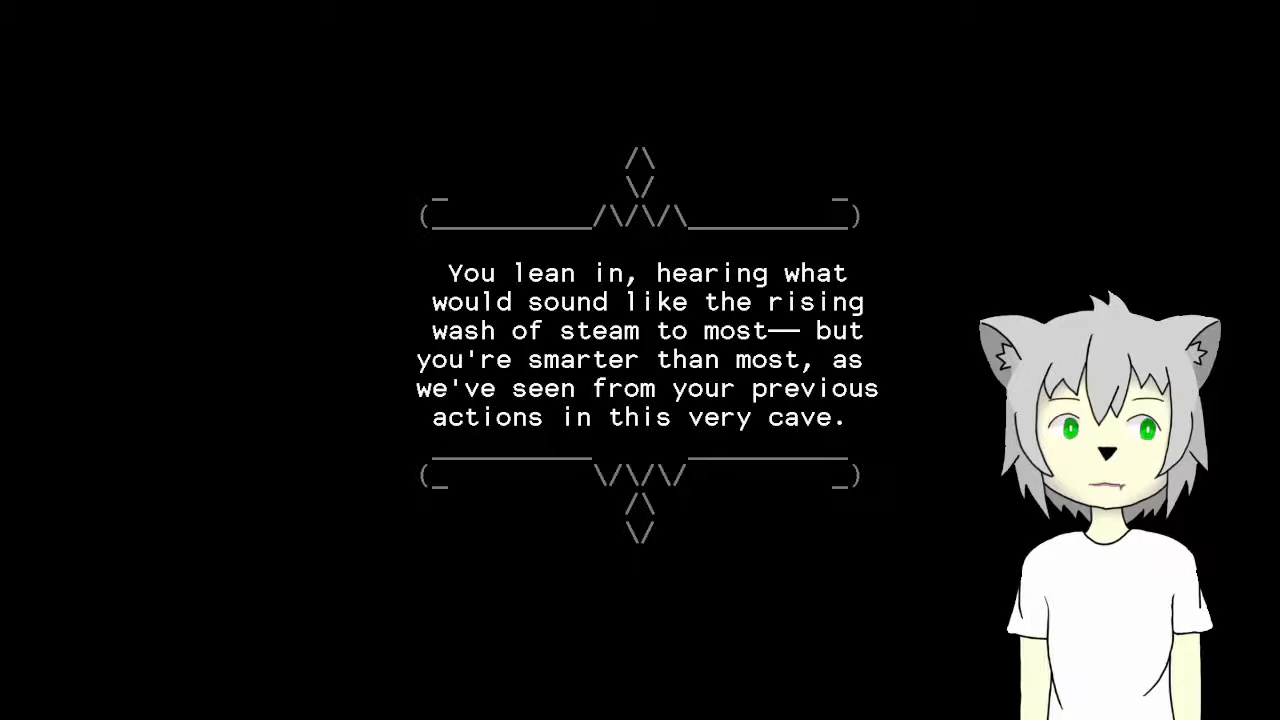 You lean in, hearing what
would sound like the rising
wash of steam to most—— but
you're smarter than most, as
we've seen from your previous
actions in this very cave.